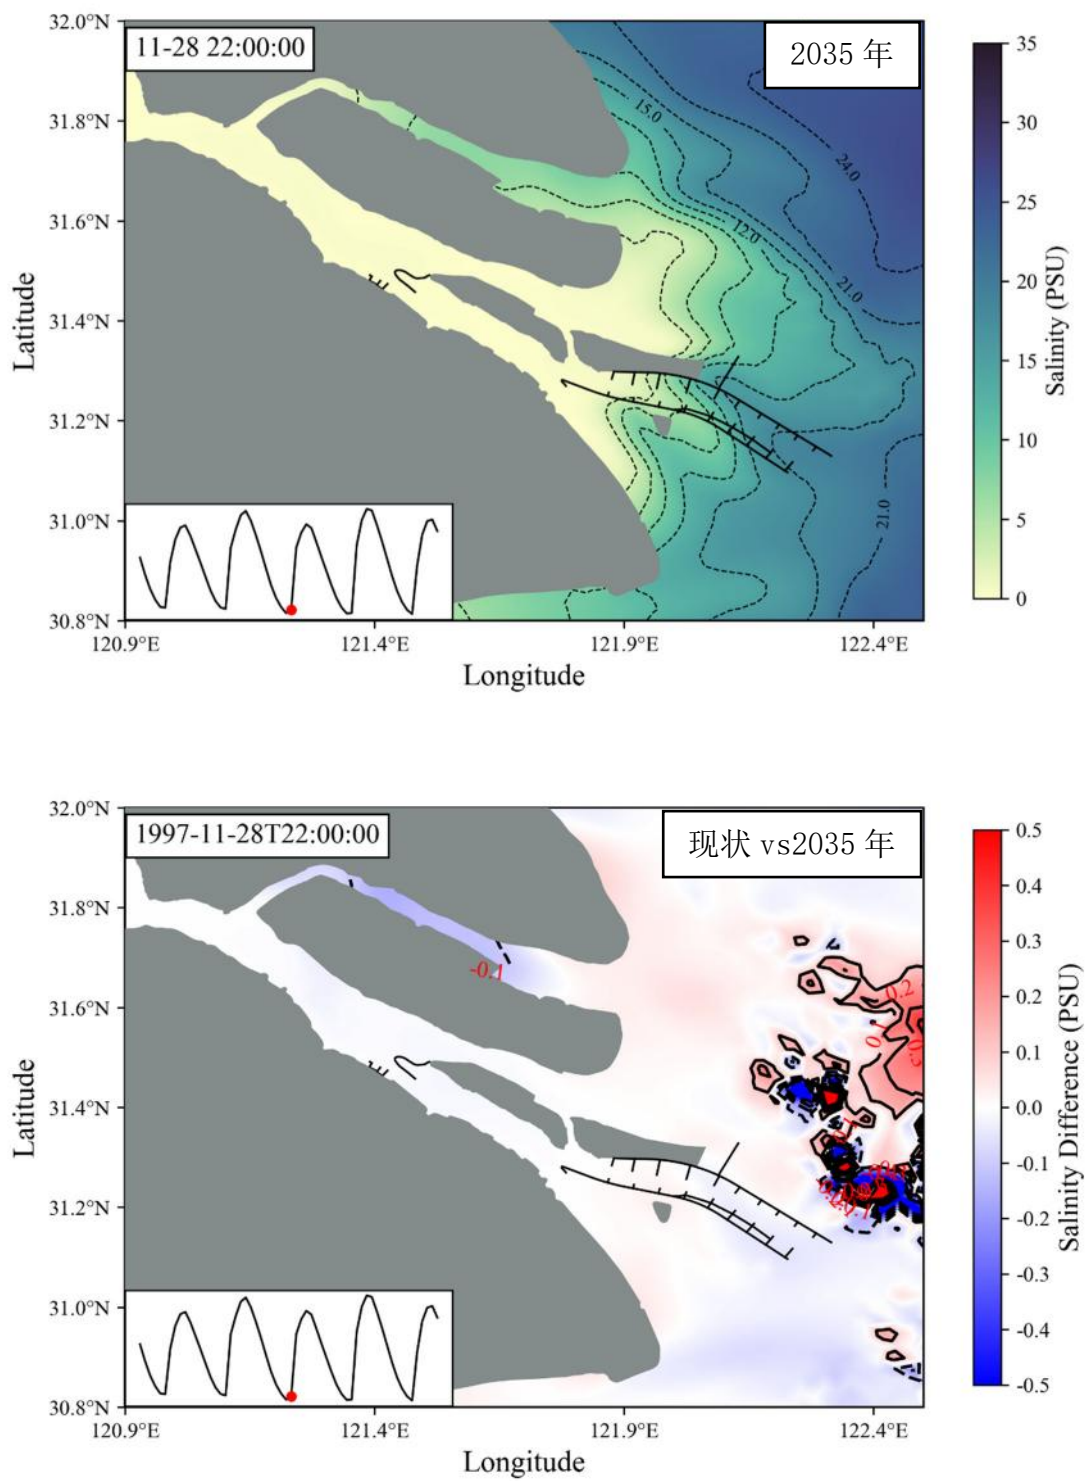 11-28 22:00:00
2035 年
32.0°N
31.8°N
31.6°N
31.4°N
31.2°N
31.0°N
30.8°N
Latitude
15.0
24.0
12.0
21.0
21.0
120.9°E 121.4°E 121.9°E 122.4°E
Longitude
35
30
25
20
15
10
5
0
Salinity (PSU)
1997-11-28T22:00:00
现状 vs2035 年
32.0°N
31.8°N
31.6°N
31.4°N
31.2°N
31.0°N
30.8°N
Latitude
-0.1
0.2
0.1
120.9°E 121.4°E 121.9°E 122.4°E
Longitude
0.5
0.4
0.3
0.2
0.1
0.0
-0.1
-0.2
-0.3
-0.4
-0.5
Salinity Difference (PSU)